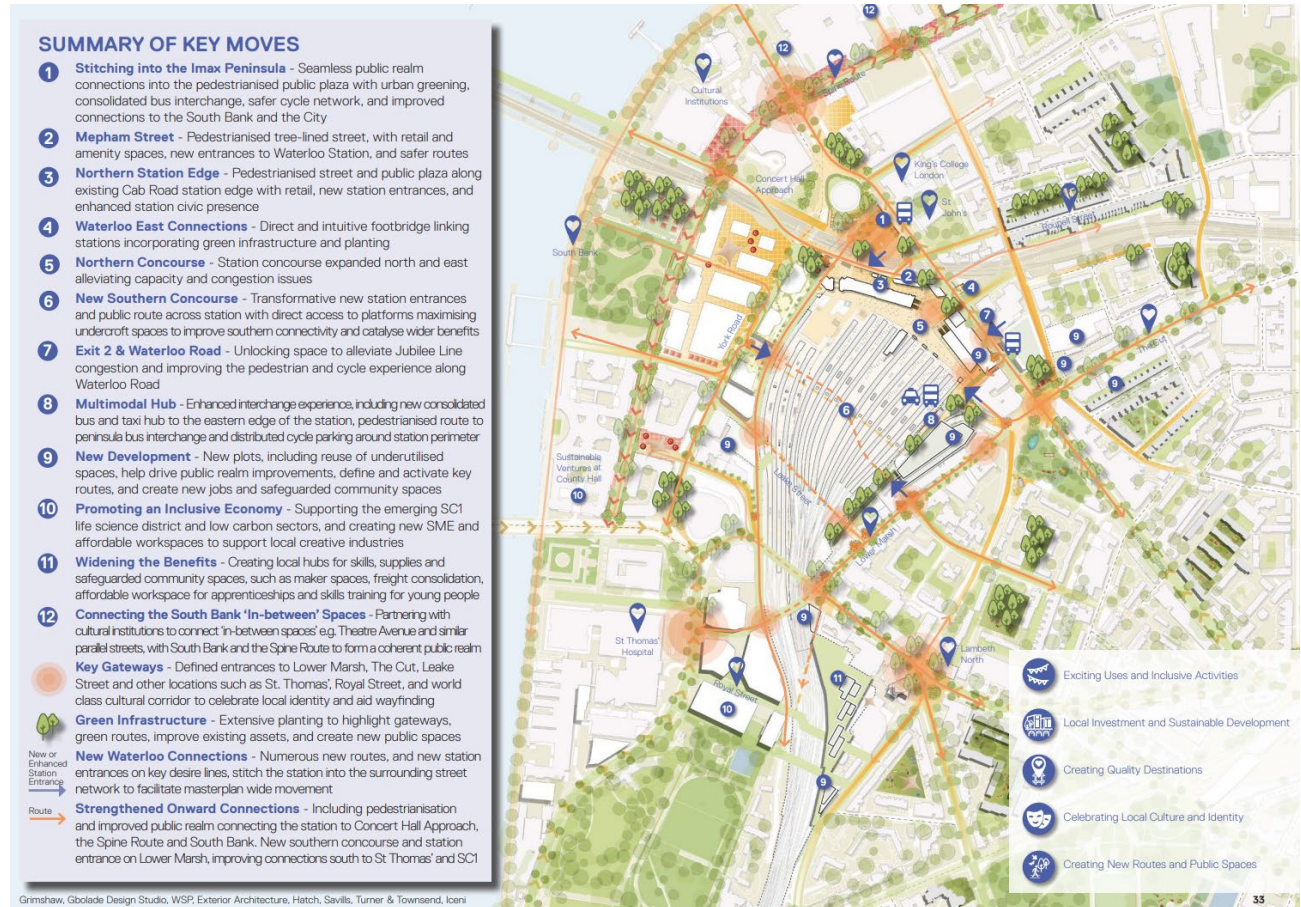 SUMMARY OF KEY MOVES
1 Stitching into the Imax Peninsula - Seamless public realm
connections into the pedestrianised public plaza with urban greening,
consolidated bus interchange, safer cycle network, and improved
connections to the South Bank and the City
2 Mepham Street - Pedestrianised tree-lined street, with retail and
amenity spaces, new entrances to Waterloo Station, and safer routes
3 Northern Station Edge - Pedestrianised street and public plaza along
existing Cab Road station edge with retail, new station entrances, and
enhanced station civic presence
4 Waterloo East Connections - Direct and intuitive footbridge linking
stations incorporating green infrastructure and planting
5 Northern Concourse - Station concourse expanded north and east
alleviating capacity and congestion issues
6 New Southern Concourse - Transformative new station entrances
and public route across station with direct access to platforms maximising
undercroft spaces to improve southern connectivity and catalyse wider benefits
7 Exit 2 & Waterloo Road - Unlocking space to alleviate Jubilee Line
congestion and improving the pedestrian and cycle experience along
Waterloo Road
8 Multimodal Hub - Enhanced interchange experience, including new consolidated
bus and taxi hub to the eastern edge of the station, pedestrianised route to
peninsula bus interchange and distributed cycle parking around station perimeter
9 New Development - New plots, including reuse of underutilised
spaces, help drive public realm improvements, define and activate key
routes, and create new jobs and safeguarded community spaces
10 Promoting an Inclusive Economy - Supporting the emerging SC1
life science district and low carbon sectors, and creating new SME and
affordable workspaces to support local creative industries
11 Widening the Benefits - Creating local hubs for skills, supplies and
safeguarded community spaces, such as maker spaces, freight consolidation,
affordable workspace for apprenticeships and skills training for young people
12 Connecting the South Bank 'In-between' Spaces - Partnering with
cultural institutions to connect 'in-between spaces' e.g. Theatre Avenue and similar
parallel streets, with South Bank and the Spine Route to form a coherent public realm
Key Gateways - Defined entrances to Lower Marsh, The Cut, Leake
Street and other locations such as St. Thomas', Royal Street, and world
class cultural corridor to celebrate local identity and aid wayfinding
Green Infrastructure - Extensive planting to highlight gateways,
green routes, improve existing assets, and create new public spaces
New or
Enhanced
Station
Entrance
New Waterloo Connections - Numerous new routes, and new station
entrances on key desire lines, stitch the station into the surrounding street
network to facilitate masterplan wide movement
Route
Strengthened Onward Connections - Including pedestrianisation
and improved public realm connecting the station to Concert Hall Approach,
the Spine Route and South Bank. New southern concourse and station
entrance on Lower Marsh, improving connections south to St Thomas' and SC1
Grimshaw, Gbolade Design Studio, WSP, Exterior Architecture, Hatch, Savills, Turner & Townsend, Iceni
12
12
Cultural
Institutions
Spine Route
King's College
London
Concert Hall
Approach
St
John's
1
Roupell Street
South Bank
2
3
4
5
7
York Road
9
9
9
9
The Cut
6
8
9
9
Sustainable
Ventures at
County Hall
10
Leake Street
Lower Marsh
9
St Thomas'
Hospital
Lambeth
North
Royal Street
10
11
9
Exciting Uses and Inclusive Activities
Local Investment and Sustainable Development
Creating Quality Destinations
Celebrating Local Culture and Identity
Creating New Routes and Public Spaces
33